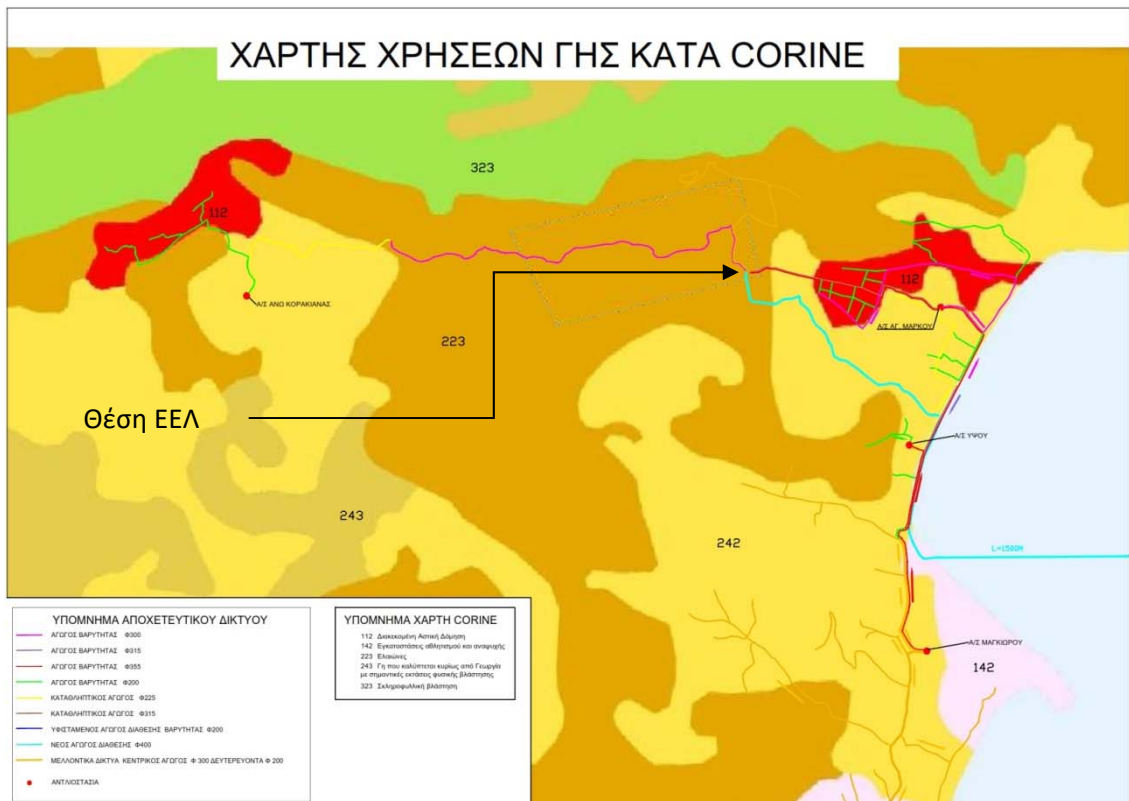 ΧΑΡΤΗΣ ΧΡΗΣΕΩΝ ΓΗΣ ΚΑΤΑ CORINE
323
112
Α/Σ ΑΝΩ ΚΟΡΑΚΙΑΝΑΣ
112
Α/Σ ΑΓ. ΜΑΡΚΟΥ
223
Θέση ΕΕΛ
Α/Σ ΥΨΟΥ
243
242
L=1500M
Α/Σ ΜΑΓΚΙΩΡΟΥ
142
ΥΠΟΜΝΗΜΑ ΑΠΟΧΕΤΕΥΤΙΚΟΥ ΔΙΚΤΥΟΥ
ΑΓΩΓΟΣ ΒΑΡΥΤΗΤΑΣ Φ300
ΑΓΩΓΟΣ ΒΑΡΥΤΗΤΑΣ Φ315
ΑΓΩΓΟΣ ΒΑΡΥΤΗΤΑΣ Φ355
ΑΓΩΓΟΣ ΒΑΡΥΤΗΤΑΣ Φ200
ΚΑΤΑΘΛΗΠΤΙΚΟΣ ΑΓΩΓΟΣ Φ225
ΚΑΤΑΘΛΗΠΤΙΚΟΣ ΑΓΩΓΟΣ Φ315
ΥΦΙΣΤΑΜΕΝΟΣ ΑΓΩΓΟΣ ΔΙΑΘΕΣΗΣ ΒΑΡΥΤΗΤΑΣ Φ200
ΝΕΟΣ ΑΓΩΓΟΣ ΔΙΑΘΕΣΗΣ Φ400
ΜΕΛΛΟΝΤΙΚΑ ΔΙΚΤΥΑ ΚΕΝΤΡΙΚΟΣ ΑΓΩΓΟΣ Φ 300 ΔΕΥΤΕΡΕΥΟΝΤΑ Φ 200
ΑΝΤΛΙΟΣΤΑΣΙΑ
ΥΠΟΜΝΗΜΑ ΧΑΡΤΗ CORINE
112 Διακεκομένη Αστική Δόμηση
142 Εγκαταστάσεις αθλητισμού και αναψυχής
223 Ελαιώνες
243 Γη που καλύπτεται κυρίως από Γεωργία
με σημαντικές εκτάσεις φυσικής βλάστησης
323 Σκληροφυλλική βλάστηση